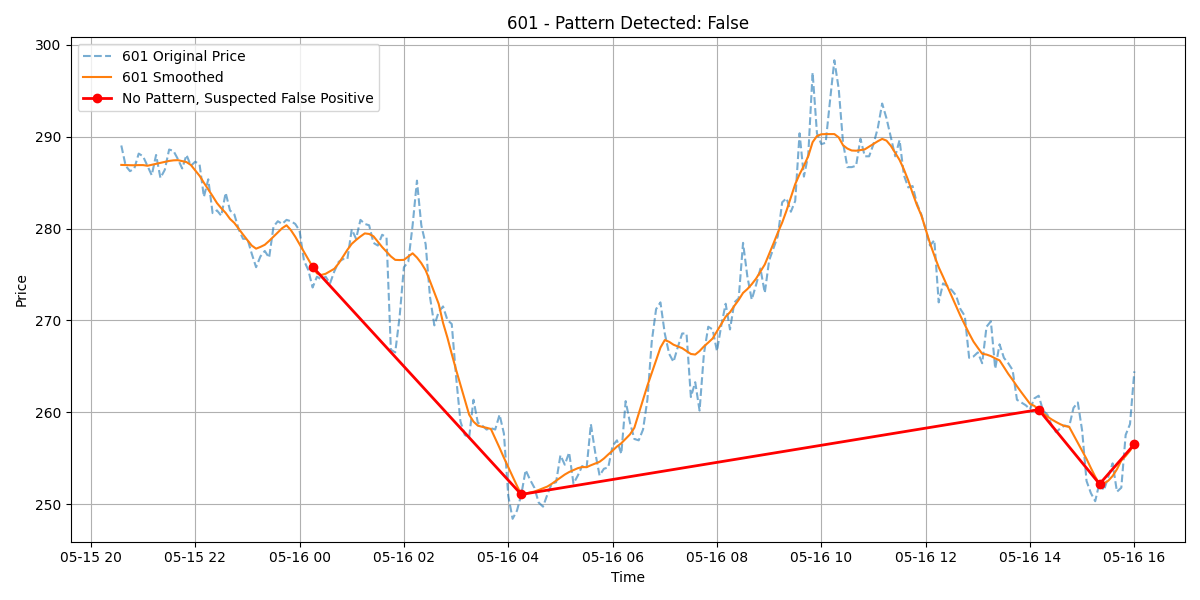 601 - Pattern Detected: False
601 Original Price
601 Smoothed
No Pattern, Suspected False Positive
Price
300
290
280
270
260
250
05-15 20 05-15 22 05-16 00 05-16 02 05-16 04 05-16 06 05-16 08 05-16 10 05-16 12 05-16 14 05-16 16
Time